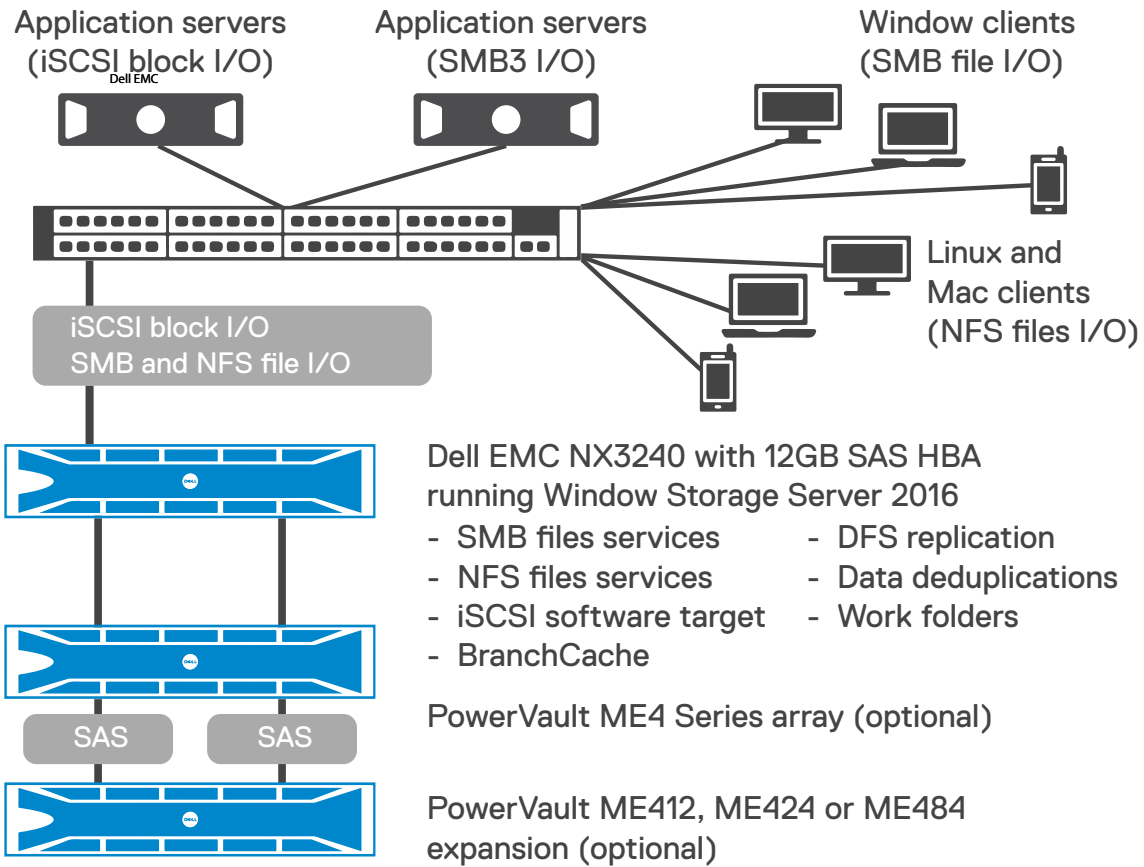 Application servers
(iSCSI block I/O)
Dell EMC
Application servers
(SMB3 I/O)
Window clients
(SMB file I/O)
Linux and
Mac clients
(NFS files I/O)
iSCSI block I/O
SMB and NFS file I/O
DELL
Dell EMC NX3240 with 12GB SAS HBA
running Window Storage Server 2016
- SMB files services
- NFS files services
- iSCSI software target
- BranchCache
- DFS replication
- Data deduplications
- Work folders
DELL
PowerVault ME4 Series array (optional)
SAS
SAS
DELL
PowerVault ME412, ME424 or ME484
expansion (optional)